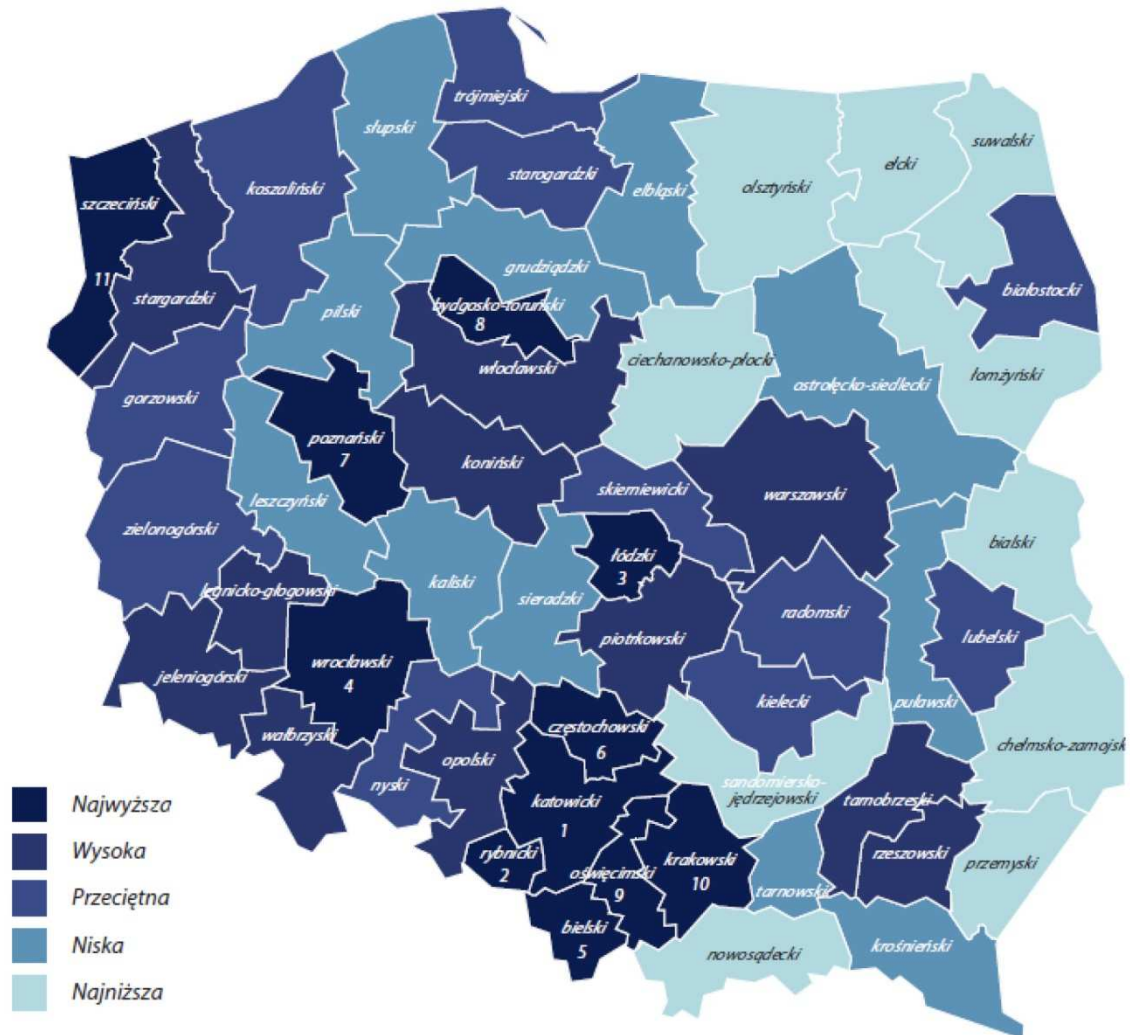 trójmiejski
słupski
starogardzki
koszaliński
elbląski
olsztyński
ełcki
suwalski
szczeciński
11
stargardzki
grudziądzki
bydgosko-toruński
8
białostocki
pilski
włocławski
ciechanowsko-płocki
ostrołęcko-siedlecki
łomżyński
gorzowski
poznański
7
koniński
skierniewicki
warszawski
leszczyński
zielonogórski
łódzki
3
bialski
legnicko-głogowski
kaliski
sieradzki
radomski
lubelski
piotrkowski
wrocławski
4
jeleniogórski
kielecki
puławski
wałbrzyski
częstochowski
6
chełmsko-zamojsk
opolski
nyski
sandomiersko-
jędrzejowski
katowicki
1
tarnobrzeski
rybnicki
2
oświęcimski
9
krakowski
10
rzeszowski
przemyski
tarnowski
bielski
5
nowosądecki
krośnieński
Najwyższa
Wysoka
Przeciętna
Niska
Najniższa